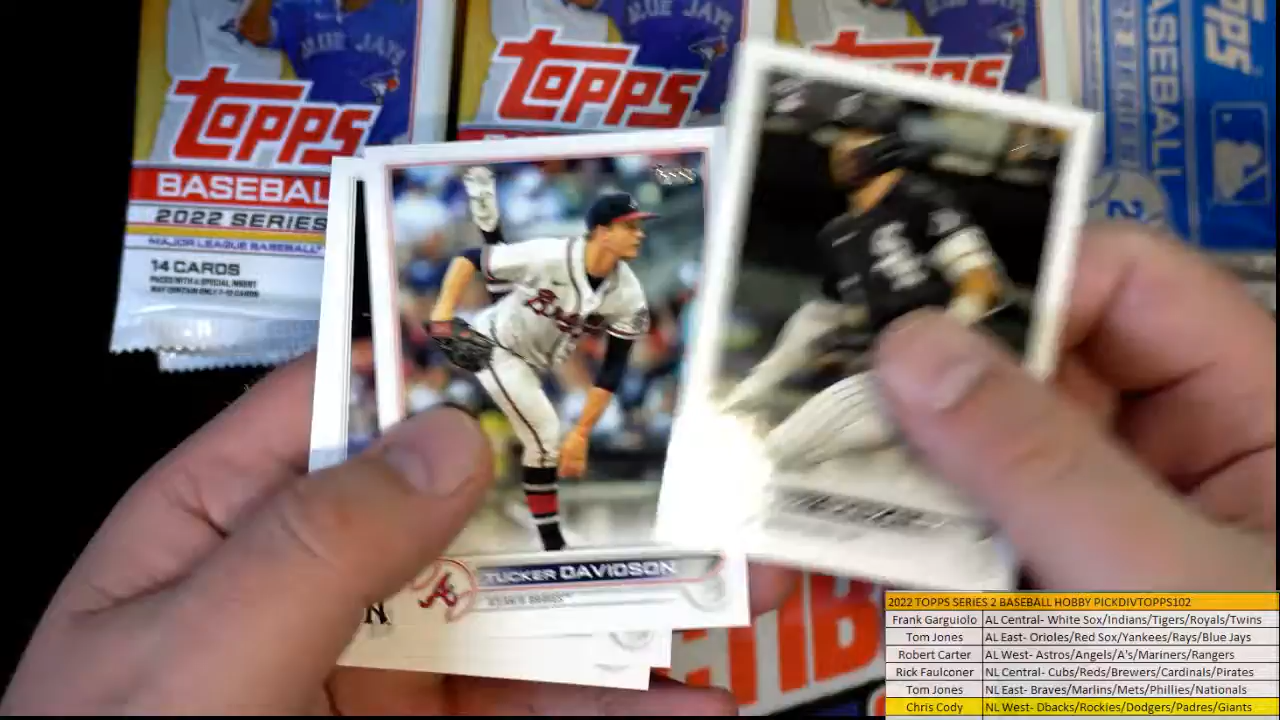 BLUE JAYS
BLUE JAYS
TOPPS
TOPPS
BASEBALL
2022 SERIES
MAJOR LEAGUE BASEBALL
14 CARDS
TOPPS
BASEBALL
Braves
TUCKER DAVIDSON
2022 TOPPS SERIES 2 BASEBALL HOBBY PICKDIVTOPPS102
Frank Garguiolo AL Central- White Sox/Indians/Tigers/Royals/Twins
Tom Jones AL East- Orioles/Red Sox/Yankees/Rays/Blue Jays
Robert Carter AL West- Astros/Angels/A's/Mariners/Rangers
Rick Faulconer NL Central- Cubs/Reds/Brewers/Cardinals/Pirates
Tom Jones NL East- Braves/Marlins/Mets/Phillies/Nationals
Chris Cody NL West- Dbacks/Rockies/Dodgers/Padres/Giants